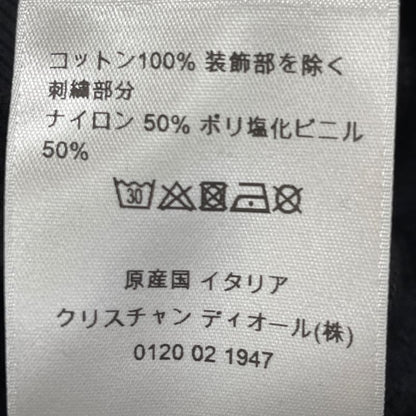 コットン100% 装飾部を除く
刺繍部分
ナイロン 50% ポリ塩化ビニル
50%
30
原産国 イタリア
クリスチャン ディオール(株)
0120 02 1947